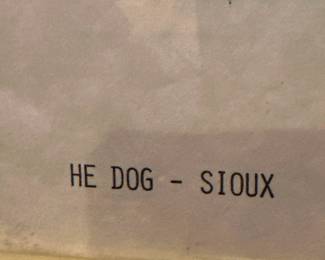 HE DOG - SIOUX